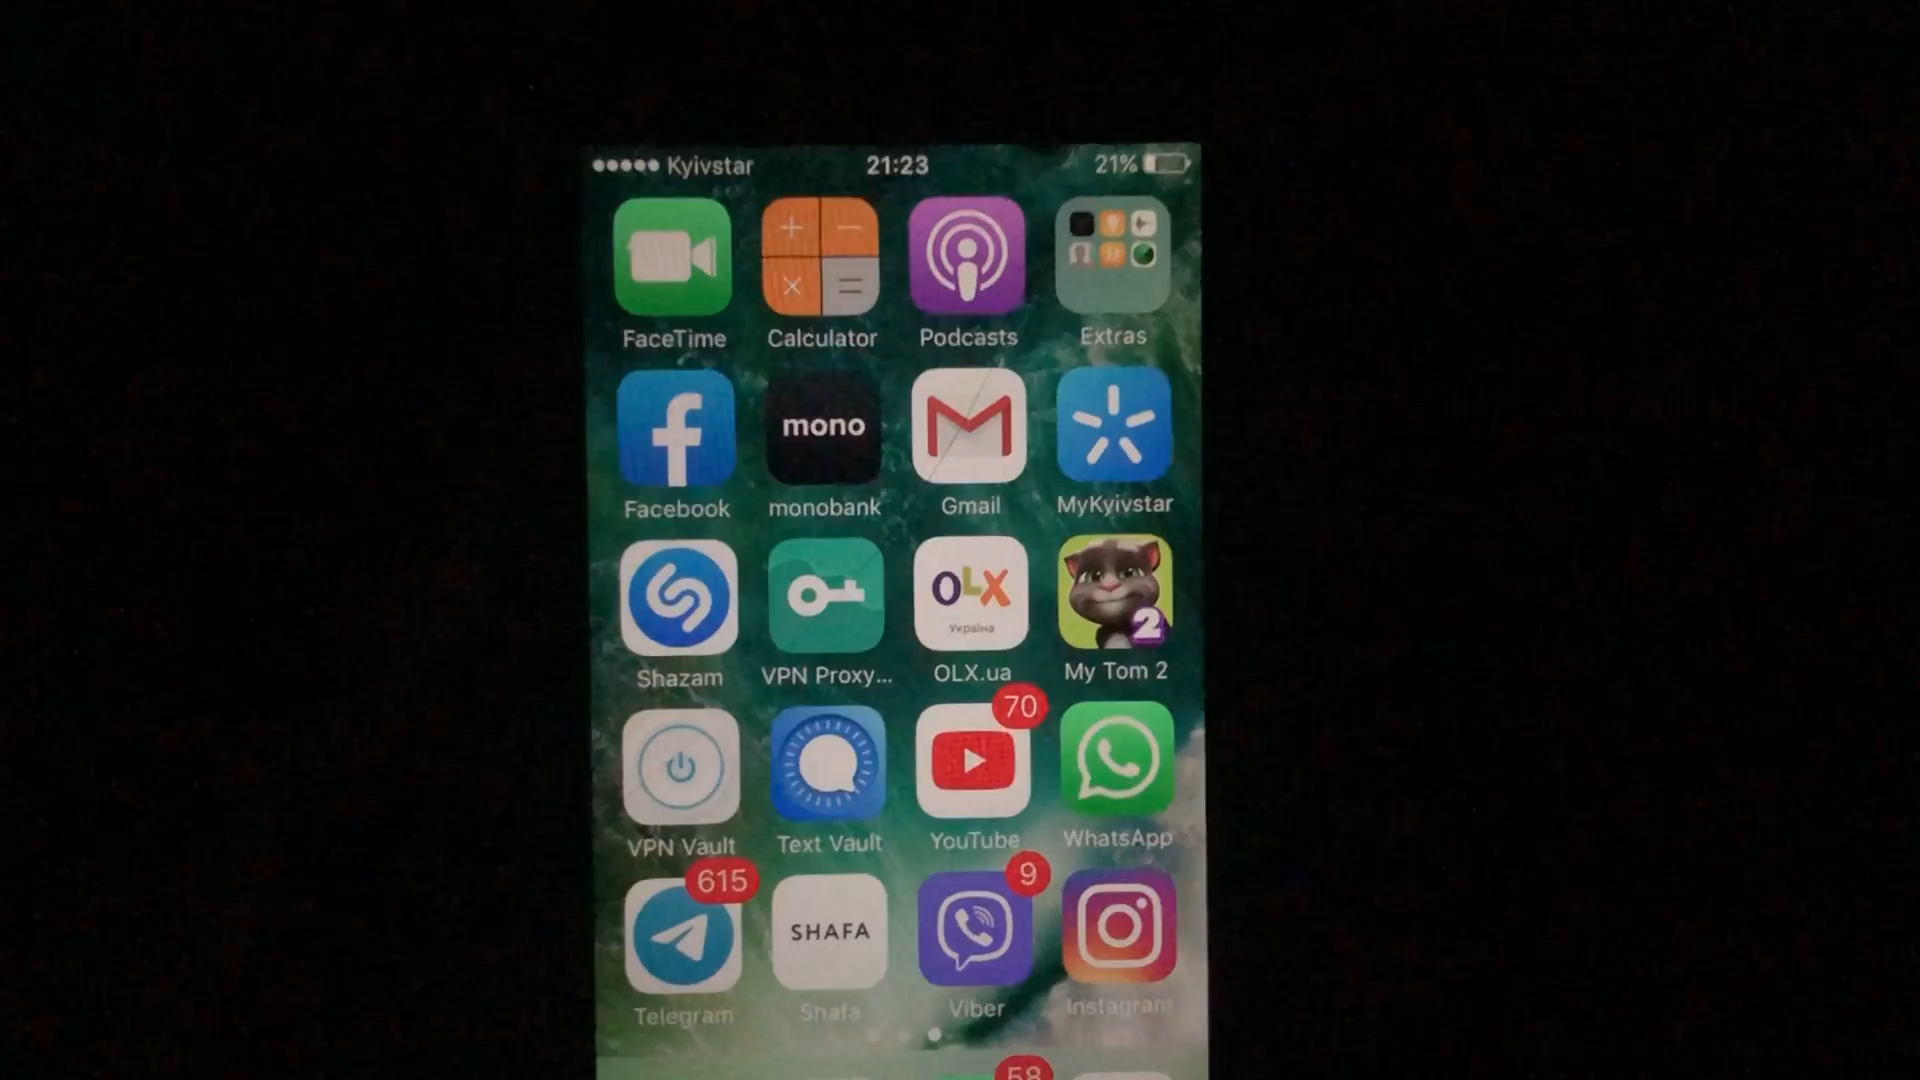 Kyivstar 21:23 21%
FaceTime Calculator Podcasts Extras
mono
Facebook monobank Gmail MyKyivstar
OLX
Україна
2
Shazam VPN Proxy... OLX.ua My Tom 2
70
VPN Vault Text Vault YouTube WhatsApp
615 9
SHAFA
Telegram Shafa Viber Instagram
58